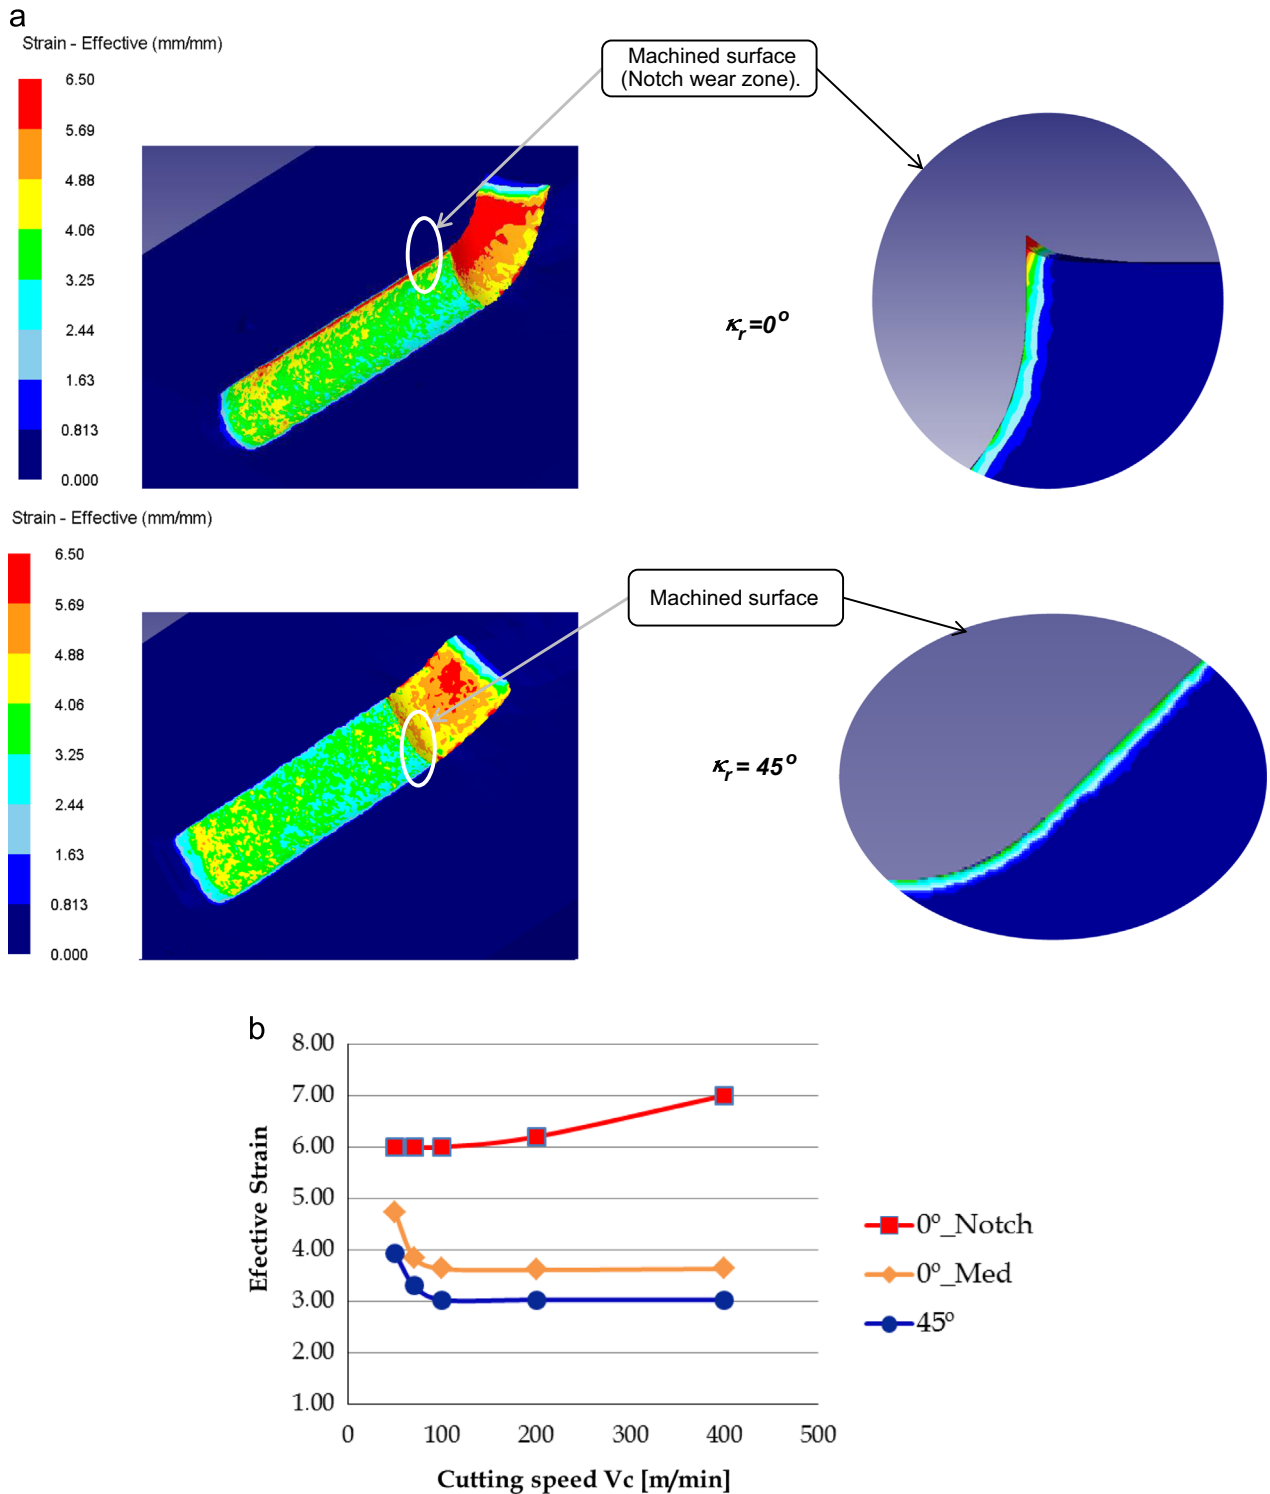 a
Strain - Effective (mm/mm)
6.50
5.69
4.88
4.06
3.25
2.44
1.63
0.813
0.000
Machined surface
(Notch wear zone).
κr=0º
Strain - Effective (mm/mm)
6.50
5.69
4.88
4.06
3.25
2.44
1.63
0.813
0.000
Machined surface
κr= 45º
b
8.00
7.00
6.00
5.00
4.00
3.00
2.00
1.00
Efective Strain
0 100 200 300 400 500
Cutting speed Vc [m/min]
0º_Notch
0º_Med
45º